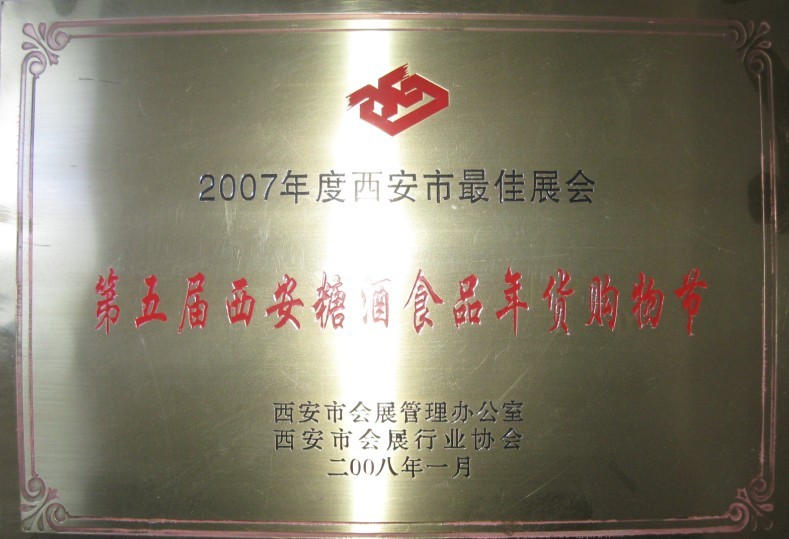 2007年度西安市最佳展会
第五届西安糖酒食品年货购物节
西安市会展管理办公室
西安市会展行业协会
二00八年一月